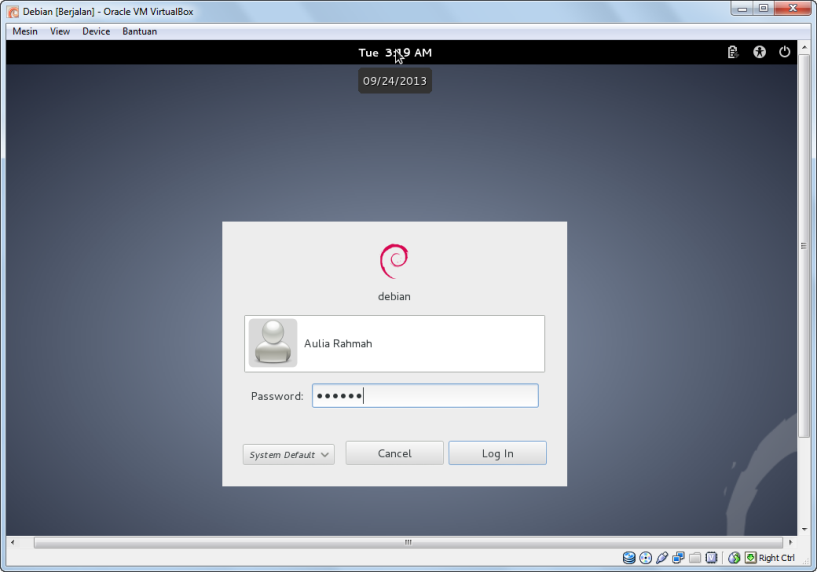 Debian [Berjalan] - Oracle VM VirtualBox
Mesin View Device Bantuan
Tue 3:19 AM
09/24/2013
debian
Aulia Rahmah
Password: ••••••
System Default Cancel Log In
Right Ctrl